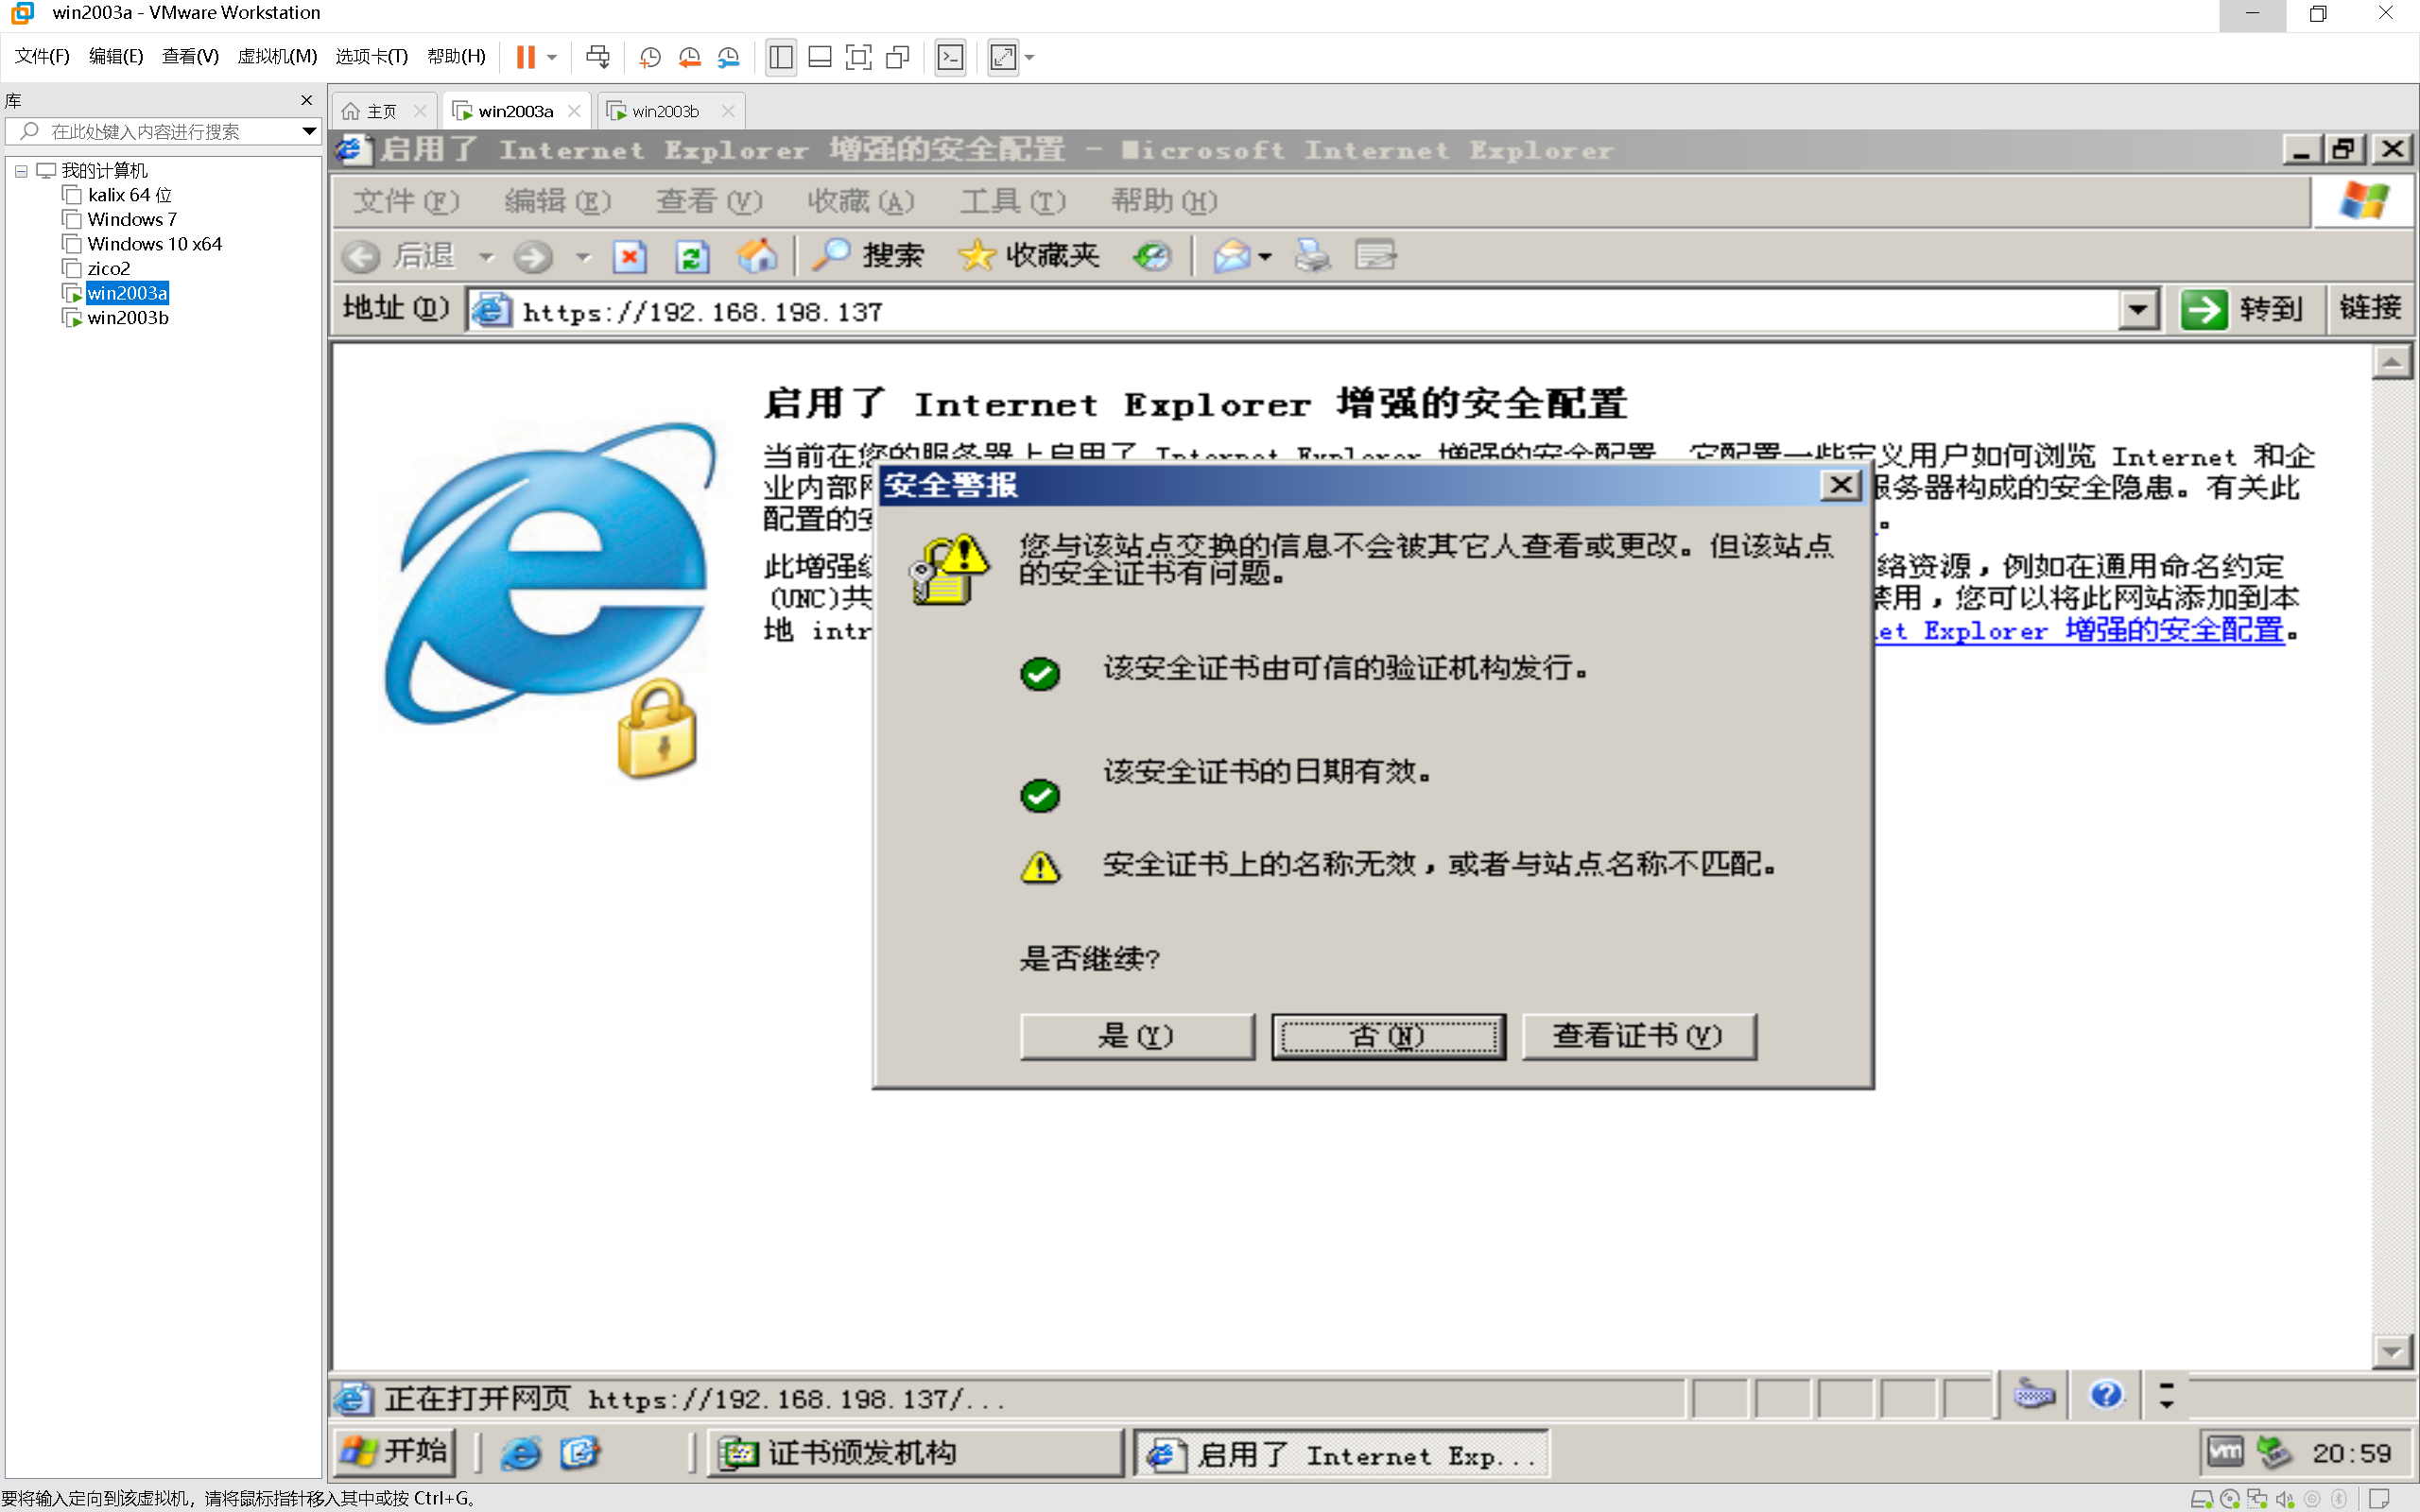 win2003a - VMware Workstation
文件(F) 编辑(E) 查看(V) 虚拟机(M) 选项卡(T) 帮助(H)
库
在此处键入内容进行搜索
我的计算机
kalix 64 位
Windows 7
Windows 10 x64
zico2
win2003a
win2003b
主页 win2003a win2003b
启用了 Internet Explorer 增强的安全配置 - Microsoft Internet Explorer
文件(F) 编辑(E) 查看(V) 收藏(A) 工具(T) 帮助(H)
后退 搜索 收藏夹
地址(D) https://192.168.198.137 转到 链接
启用了 Internet Explorer 增强的安全配置
当前在您的服务器上启用了 Internet Explorer 增强的安全配置。它配置一些定义用户如何浏览 Internet 和企
业内部 服务器构成的安全隐患。有关此
配置的 。
此增强 络资源，例如在通用命名约定
(UNC)共 禁用，您可以将此网站添加到本
地 intr et Explorer 增强的安全配置。
安全警报
您与该站点交换的信息不会被其它人查看或更改。但该站点
的安全证书有问题。
该安全证书由可信的验证机构发行。
该安全证书的日期有效。
安全证书上的名称无效，或者与站点名称不匹配。
是否继续?
是(Y) 否(N) 查看证书(V)
正在打开网页 https://192.168.198.137/...
开始 证书颁发机构 启用了 Internet Exp... 20:59
要将输入定向到该虚拟机，请将鼠标指针移入其中或按 Ctrl+G。